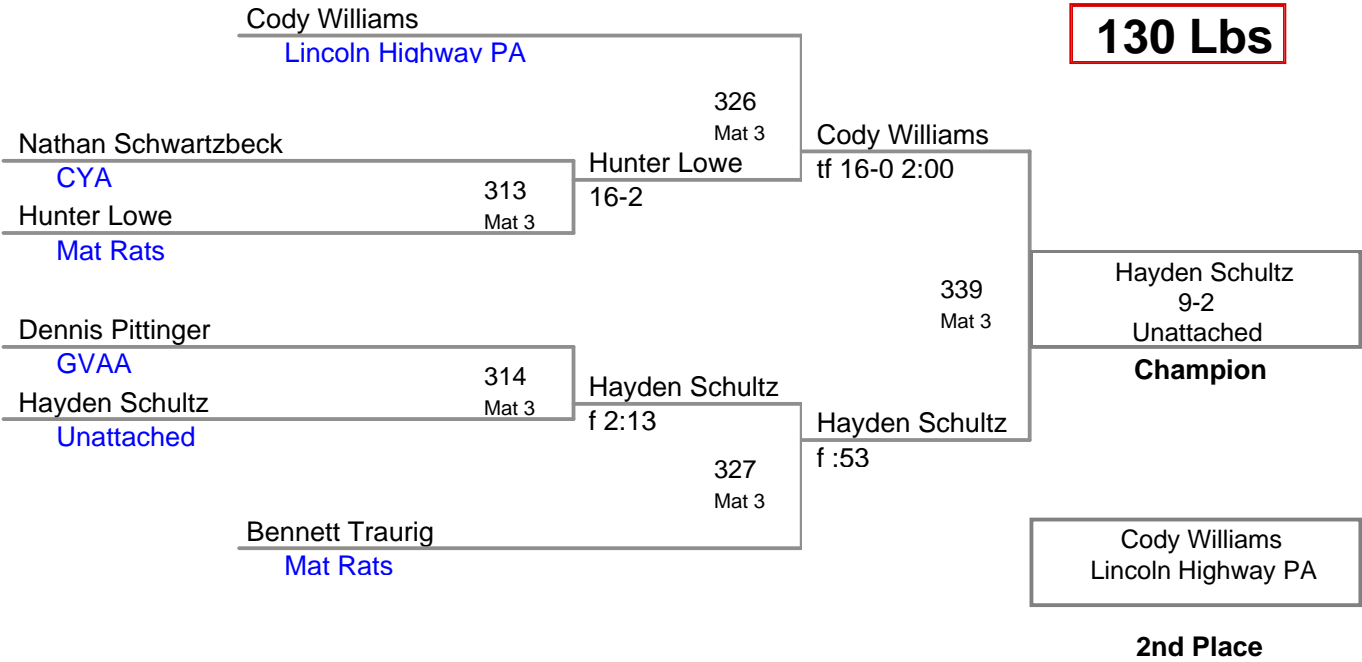 Cody Williams
Lincoln Highway PA
130 Lbs
326
Mat 3
Nathan Schwartzbeck
CYA
313
Mat 3
Hunter Lowe
Mat Rats
Hunter Lowe
16-2
Cody Williams
tf 16-0 2:00
339
Mat 3
Hayden Schultz
9-2
Unattached
Champion
Dennis Pittinger
GVAA
314
Mat 3
Hayden Schultz
Unattached
Hayden Schultz
f 2:13
Hayden Schultz
f :53
327
Mat 3
Bennett Traurig
Mat Rats
Cody Williams
Lincoln Highway PA
2nd Place